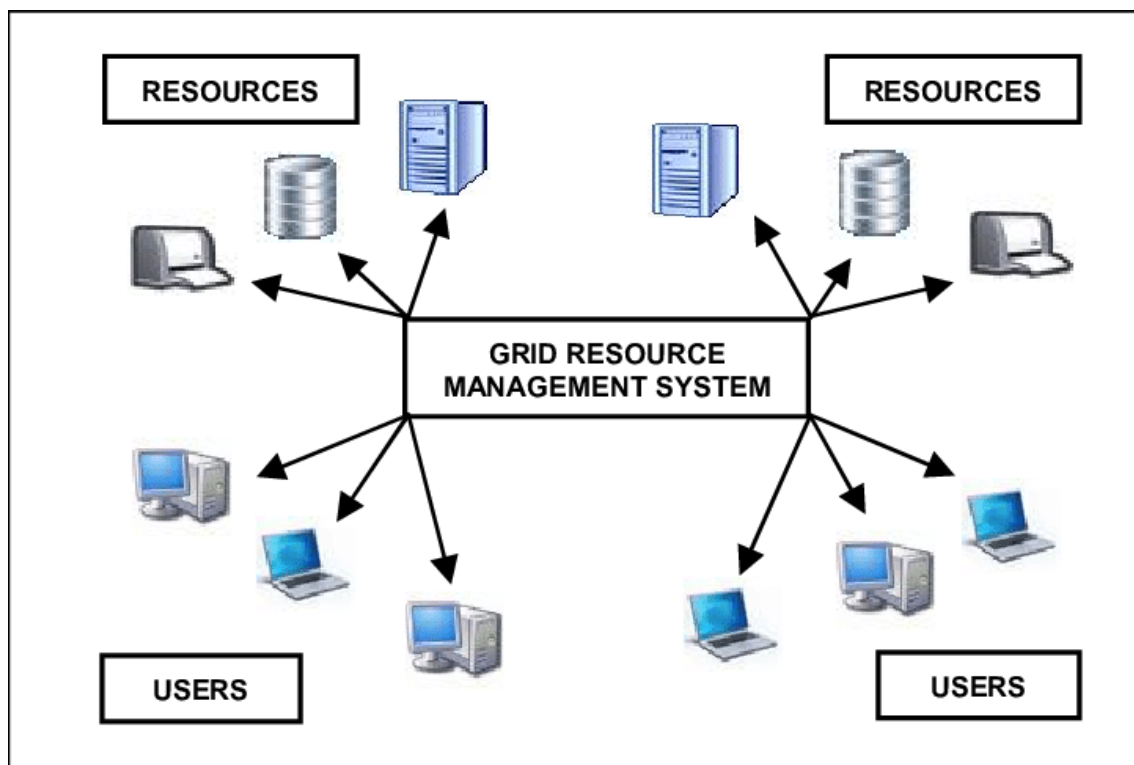 RESOURCES
RESOURCES
GRID RESOURCE
MANAGEMENT SYSTEM
USERS
USERS